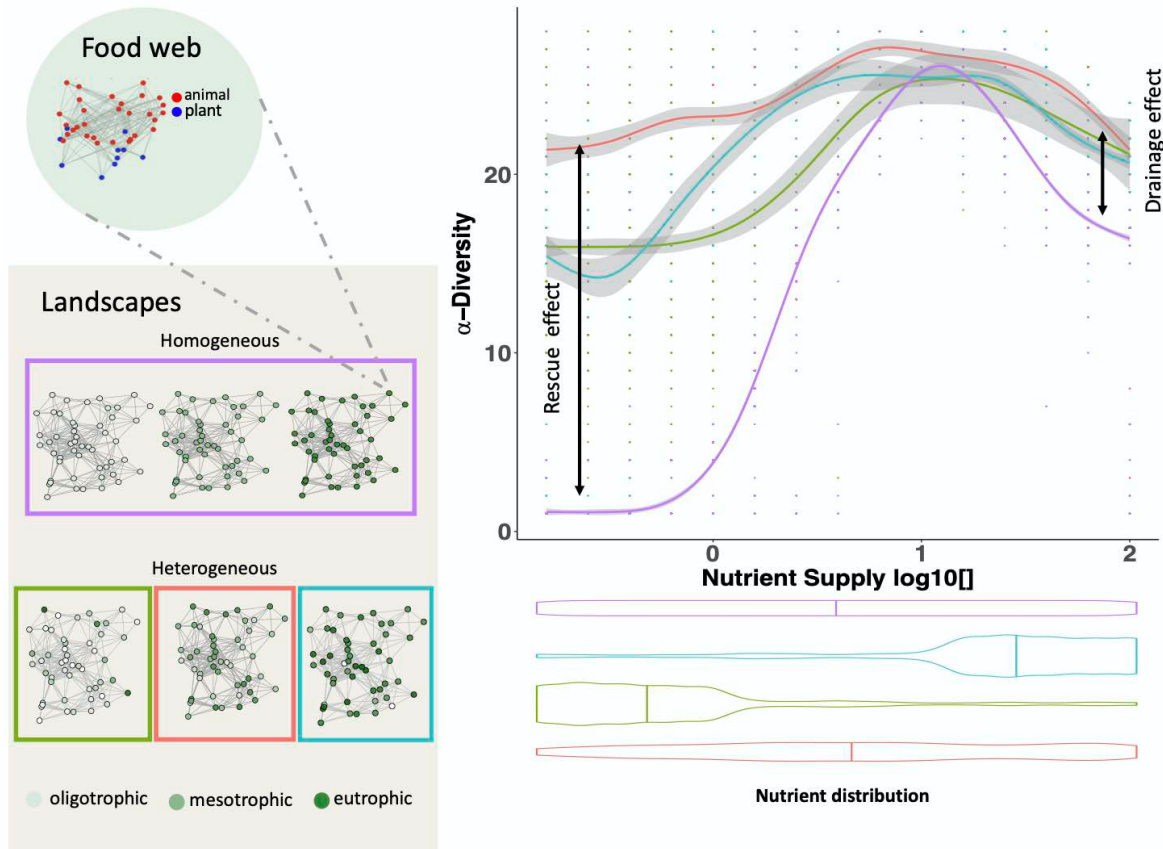 Food web
animal
plant
Landscapes
Homogeneous
Heterogeneous
oligotrophic
mesotrophic
eutrophic
α−Diversity
20
10
0
Rescue effect
Drainage effect
0
1
2
Nutrient Supply log10[]
Nutrient distribution